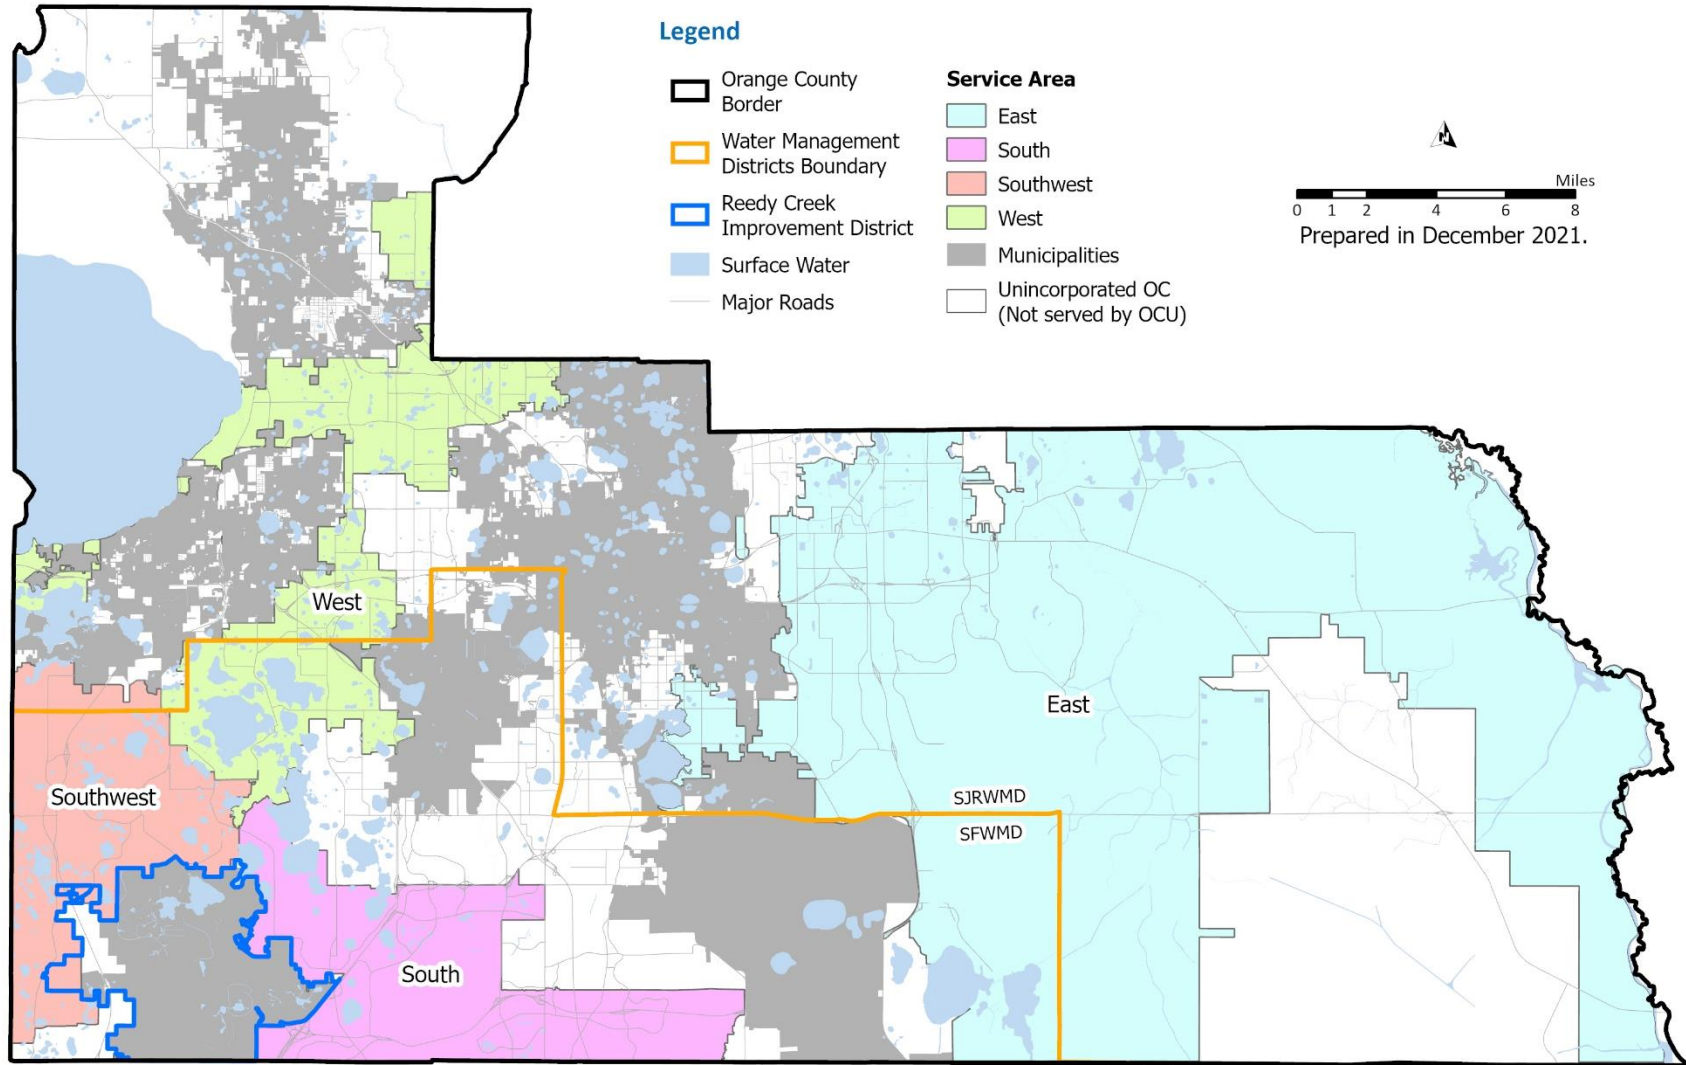 Legend
Orange County
Border
Water Management
Districts Boundary
Reedy Creek
Improvement District
Surface Water
Major Roads
Service Area
East
South
Southwest
West
Municipalities
Unincorporated OC
(Not served by OCU)
N
Miles
0 1 2 4 6 8
Prepared in December 2021.
West
East
Southwest
SJRWMD
SFWMD
South